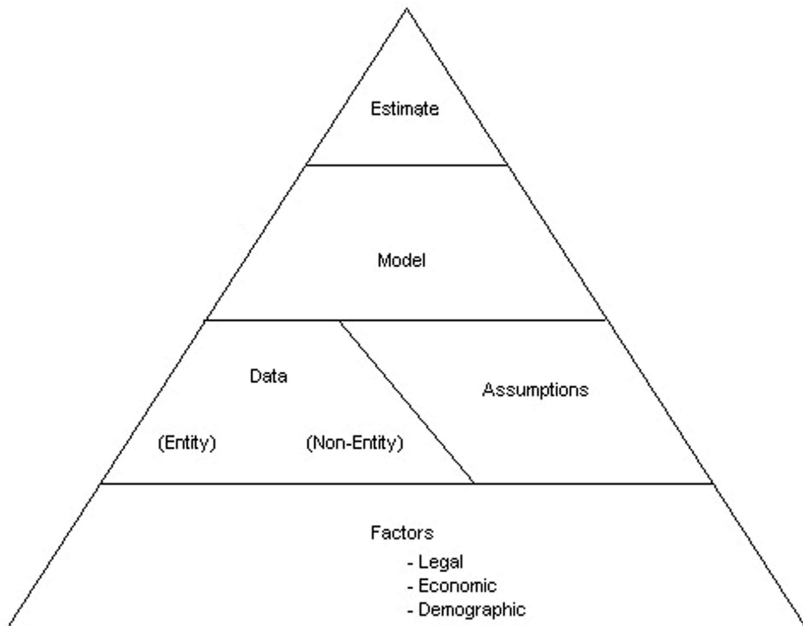 Estimate
Model
Data
Assumptions
(Entity) (Non-Entity)
Factors
- Legal
- Economic
- Demographic